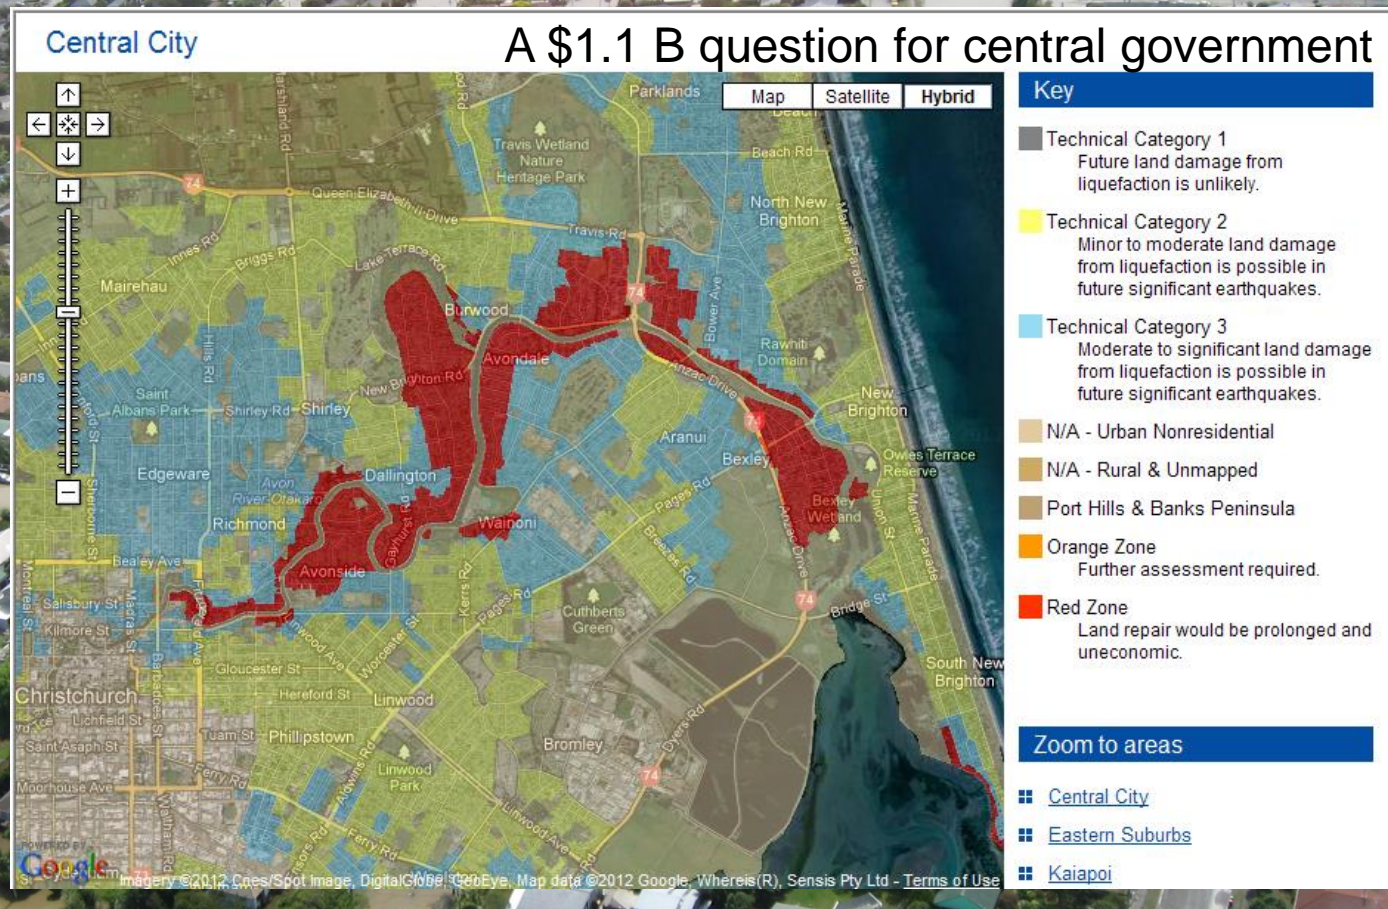 Central City
A $1.1 B question for central government
Map
Satellite
Hybrid
Parklands
Beach
Travis Wetland
Nature
Heritage Park
Beach Rd
74
Queen Elizabeth II Drive
North New
Brighton
Marine Parade
Travis Rd
Innes Rd
Briggs Rd
Lake Terrace Rd
Mairehau
74
Burwood
Bower Ave
Hills Rd
Avondale
Rawhiti
Domain
New Brighton Rd
Anzac Drive
Saint
Albans Park
Shirley Rd
Shirley
New
Brighton
74
Aranui
Edgeware
Dallington
Bexley
Owles Terrace
Reserve
Avon
River-Otakaro
Pages Rd
Sherborne St
Richmond
Gayhurst Rd
Wainoni
Bexley
Wetland
Union St
Marine Parade
Breezes Rd
Anzac Drive
Bealey Ave
Avonside
Montreal St
Salisbury St
Madras St
Fitzgerald Ave
Kerrs Rd
Pages Rd
Cuthberts
Green
74
Bridge St
Kilmore St
Linwood Ave
Worcester St
Barbadoes St
Gloucester St
South New
Brighton
Christchurch
Hereford St
Linwood
Lichfield St
Tuam St
Phillipstown
Bromley
Dyers Rd
Saint Asaph St
Ferry Rd
Linwood
Park
74
Moorhouse Ave
Aldwins Rd
Waltham Rd
Linwood Ave
Ferry Rd
POWERED BY
Google
Imagery ©2012 Cnes/Spot Image, DigitalGlobe, GeoEye, Map data ©2012 Google, Whereis(R), Sensis Pty Ltd - Terms of Use
Key
Technical Category 1
Future land damage from
liquefaction is unlikely.
Technical Category 2
Minor to moderate land damage
from liquefaction is possible in
future significant earthquakes.
Technical Category 3
Moderate to significant land damage
from liquefaction is possible in
future significant earthquakes.
N/A - Urban Nonresidential
N/A - Rural & Unmapped
Port Hills & Banks Peninsula
Orange Zone
Further assessment required.
Red Zone
Land repair would be prolonged and
uneconomic.
Zoom to areas
Central City
Eastern Suburbs
Kaiapoi